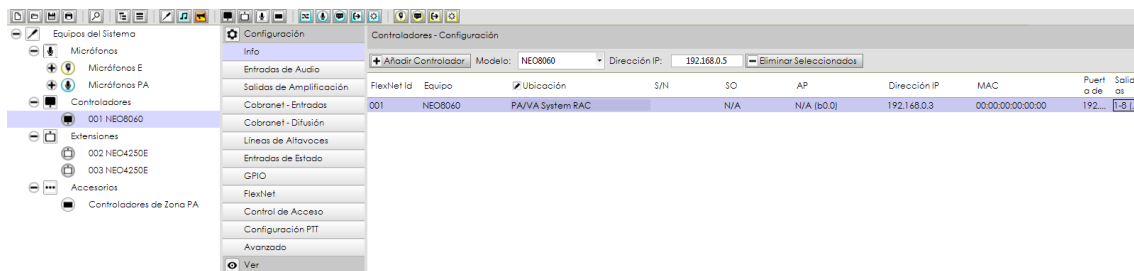 Equipos del Sistema
Micrófonos
Micrófonos E
Micrófonos PA
Controladores
001 NEO8060
Extensiones
002 NEO4250E
003 NEO4250E
Accesorios
Controladores de Zona PA
Configuración
Info
Entradas de Audio
Salidas de Amplificación
Cobranet - Entradas
Cobranet - Difusión
Líneas de Altavoces
Entradas de Estado
GPIO
FlexNet
Control de Acceso
Configuración PTT
Avanzado
Ver
Controladores - Configuración
Añadir Controlador Modelo: NEO8060 Dirección IP: 192.168.0.5 Eliminar Seleccionados
FlexNet Id Equipo Ubicación S/N SO AP Dirección IP MAC Puert a de Salid as
001 NEO8060 PA/VA System RAC N/A N/A (b0.0) 192.168.0.3 00:00:00:00:00:00 192.... 1-8 (.